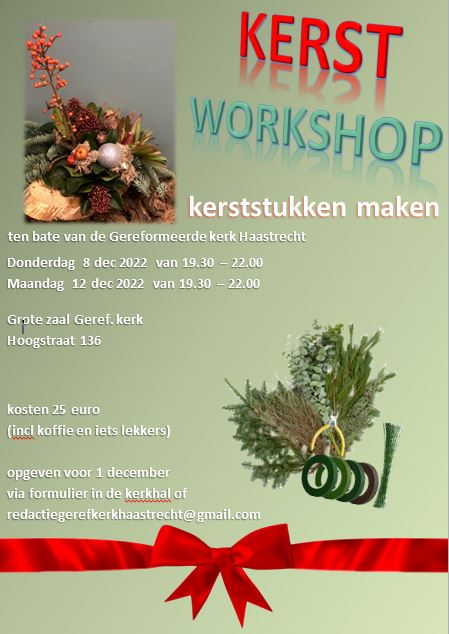 KERST
WORKSHOP
kerststukken maken
ten bate van de Gereformeerde kerk Haastrecht
Donderdag 8 dec 2022 van 19.30 – 22.00
Maandag 12 dec 2022 van 19.30 – 22.00
Grote zaal Geref. kerk
Hoogstraat 136
kosten 25 euro
(incl koffie en iets lekkers)
opgeven voor 1 december
via formulier in de kerkhal of
redactiegerefkerkhaastrecht@gmail.com